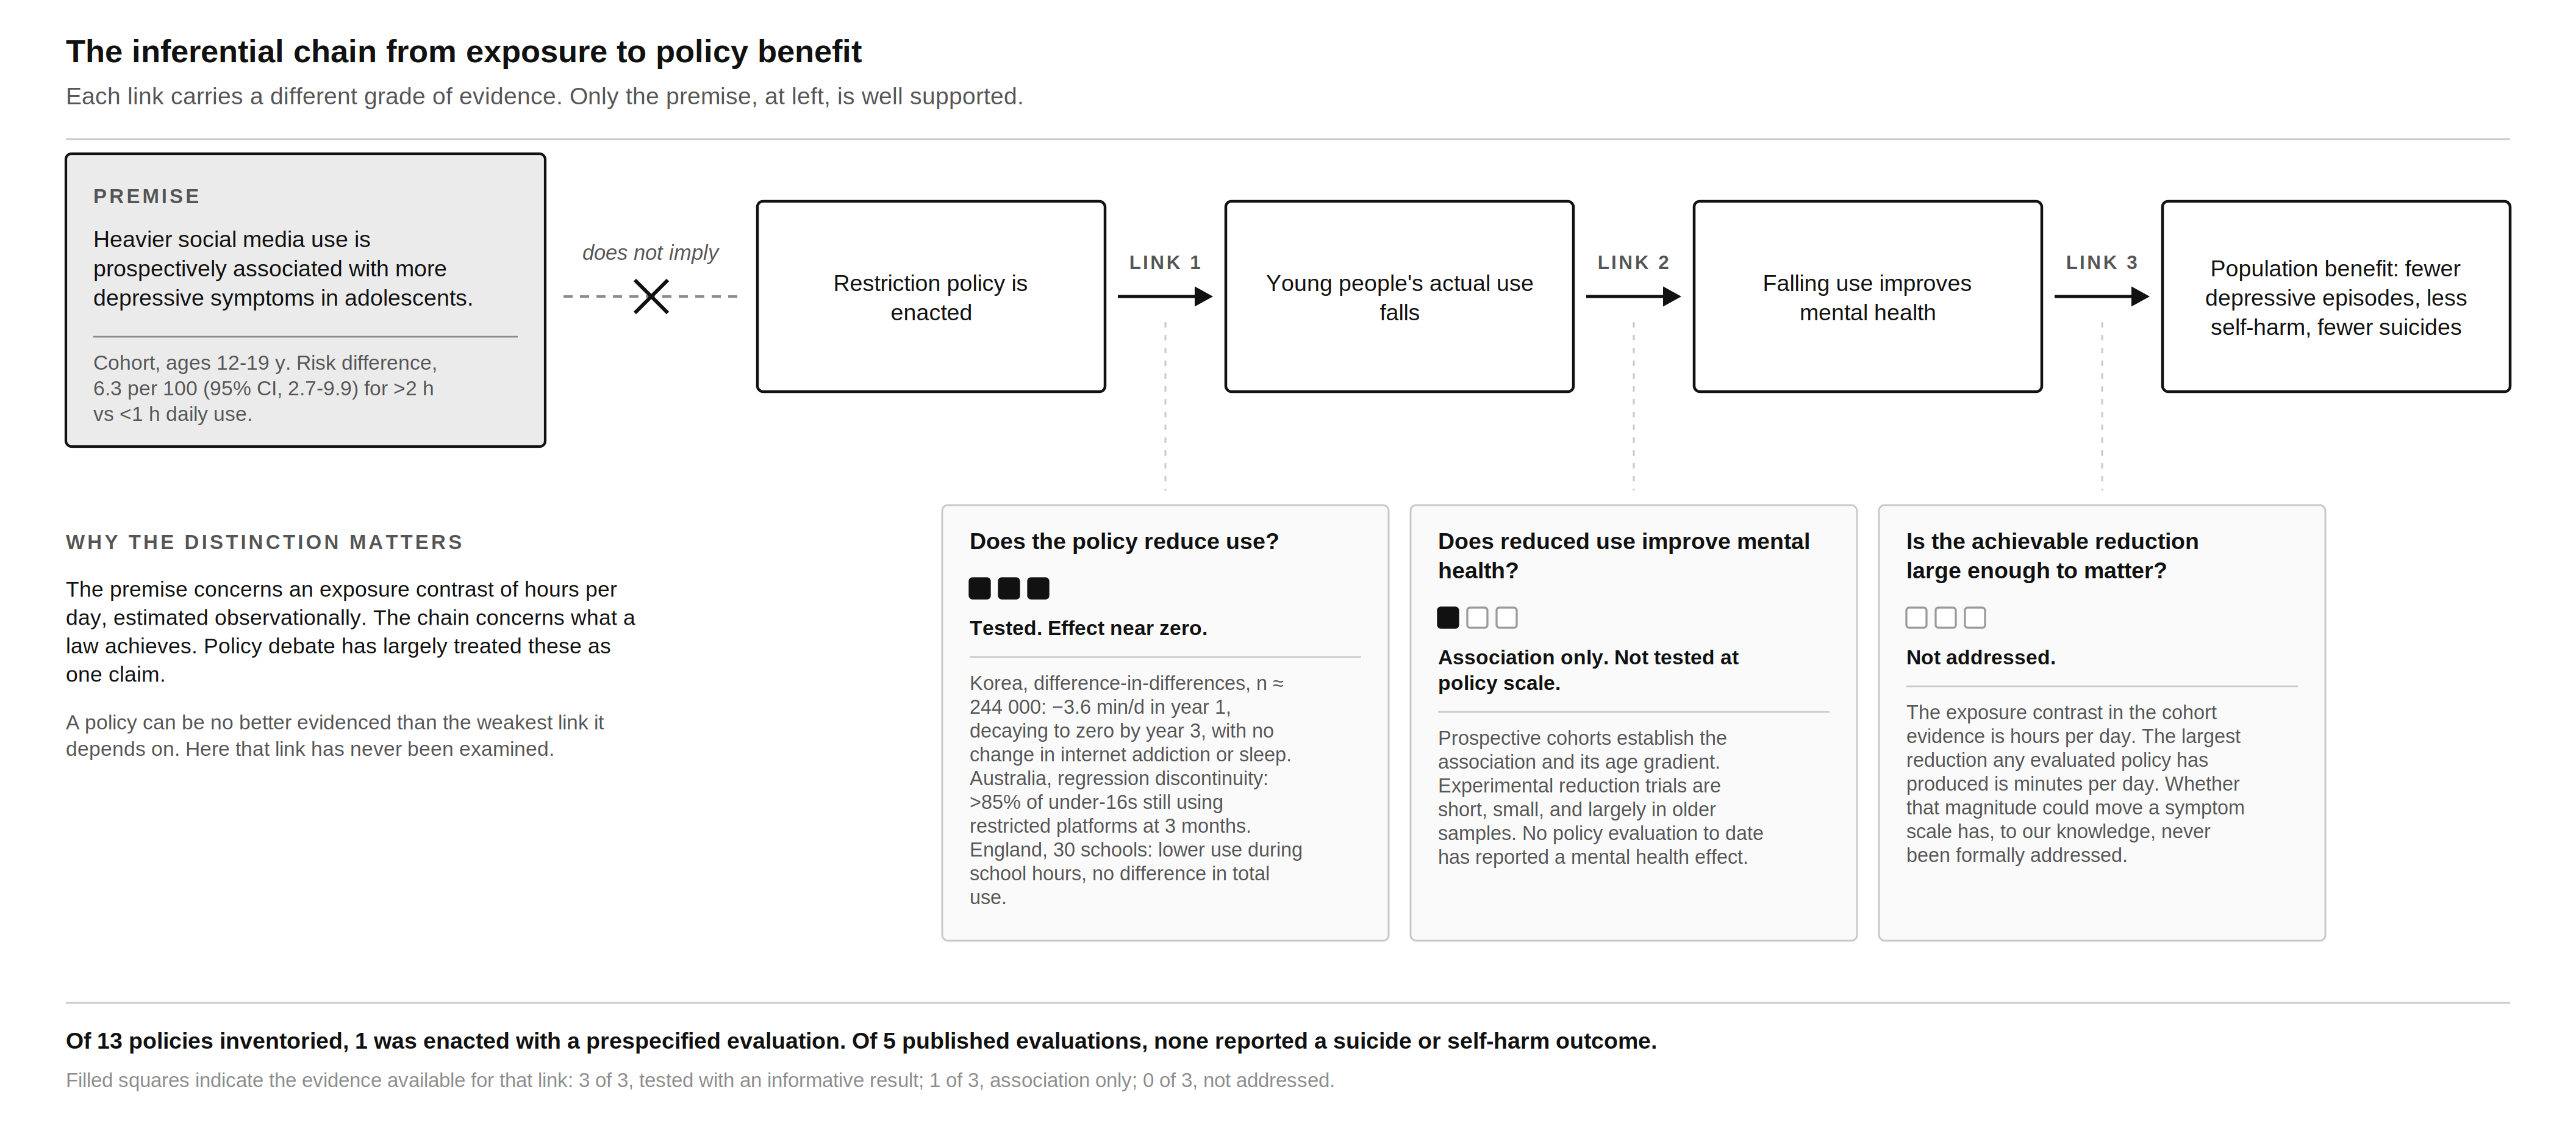 The inferential chain from exposure to policy benefit
Each link carries a different grade of evidence. Only the premise, at left, is well supported.
PREMISE
Heavier social media use is
prospectively associated with more
depressive symptoms in adolescents.
Cohort, ages 12-19 y. Risk difference,
6.3 per 100 (95% CI, 2.7-9.9) for >2 h
vs <1 h daily use.
does not imply
Restriction policy is
enacted
LINK 1
Young people's actual use
falls
LINK 2
Falling use improves
mental health
LINK 3
Population benefit: fewer
depressive episodes, less
self-harm, fewer suicides
WHY THE DISTINCTION MATTERS
The premise concerns an exposure contrast of hours per
day, estimated observationally. The chain concerns what a
law achieves. Policy debate has largely treated these as
one claim.
A policy can be no better evidenced than the weakest link it
depends on. Here that link has never been examined.
Does the policy reduce use?
Tested. Effect near zero.
Korea, difference-in-differences, n ≈
244 000: −3.6 min/d in year 1,
decaying to zero by year 3, with no
change in internet addiction or sleep.
Australia, regression discontinuity:
>85% of under-16s still using
restricted platforms at 3 months.
England, 30 schools: lower use during
school hours, no difference in total
use.
Does reduced use improve mental
health?
Association only. Not tested at
policy scale.
Prospective cohorts establish the
association and its age gradient.
Experimental reduction trials are
short, small, and largely in older
samples. No policy evaluation to date
has reported a mental health effect.
Is the achievable reduction
large enough to matter?
Not addressed.
The exposure contrast in the cohort
evidence is hours per day. The largest
reduction any evaluated policy has
produced is minutes per day. Whether
that magnitude could move a symptom
scale has, to our knowledge, never
been formally addressed.
Of 13 policies inventoried, 1 was enacted with a prespecified evaluation. Of 5 published evaluations, none reported a suicide or self-harm outcome.
Filled squares indicate the evidence available for that link: 3 of 3, tested with an informative result; 1 of 3, association only; 0 of 3, not addressed.